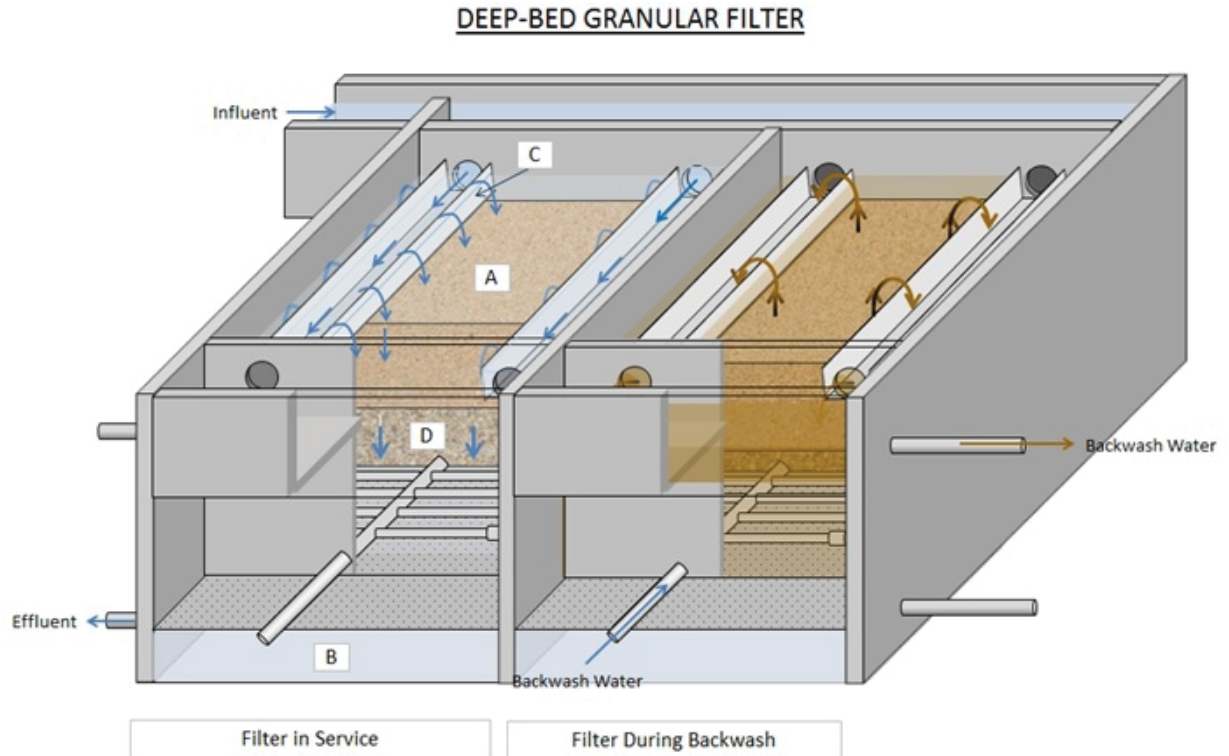 DEEP-BED GRANULAR FILTER
Influent
C
A
D
Backwash Water
Effluent
B
Backwash Water
Filter in Service
Filter During Backwash